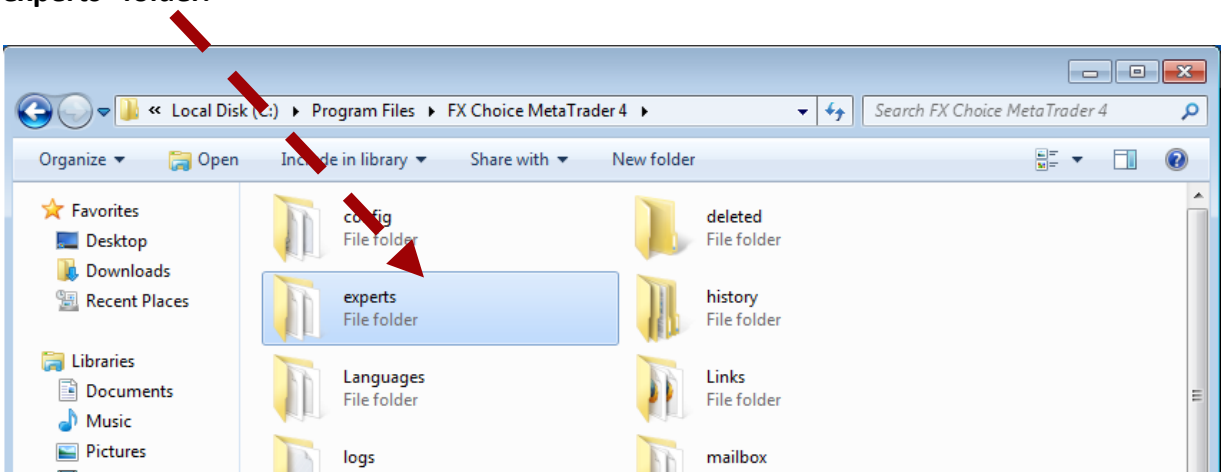 « Local Disk (C:) ▸ Program Files ▸ FX Choice MetaTrader 4 ▸
Search FX Choice MetaTrader 4
Organize ▾ Open Include in library ▾ Share with ▾ New folder
Favorites
Desktop
Downloads
Recent Places
Libraries
Documents
Music
Pictures
config
File folder
deleted
File folder
experts
File folder
history
File folder
Languages
File folder
Links
File folder
logs
mailbox